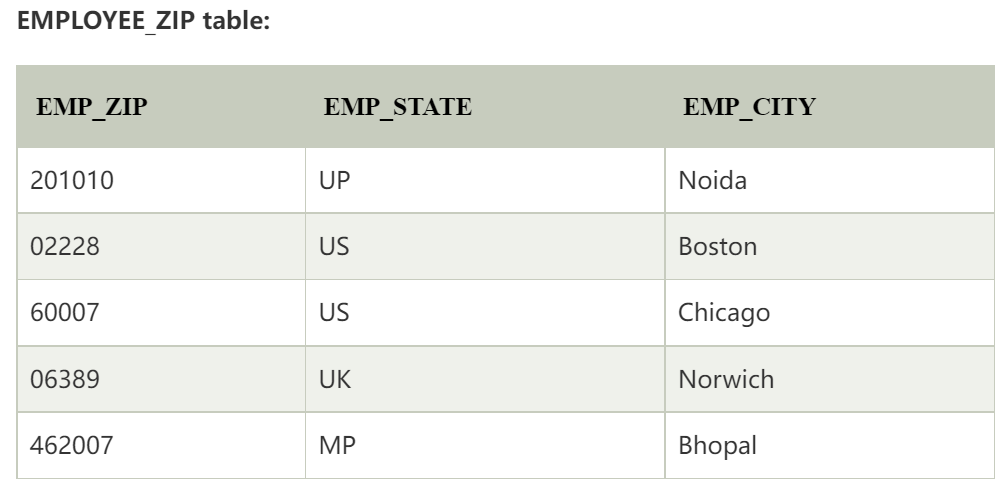 EMPLOYEE_ZIP table:
EMP_ZIP EMP_STATE EMP_CITY
201010 UP Noida
02228 US Boston
60007 US Chicago
06389 UK Norwich
462007 MP Bhopal